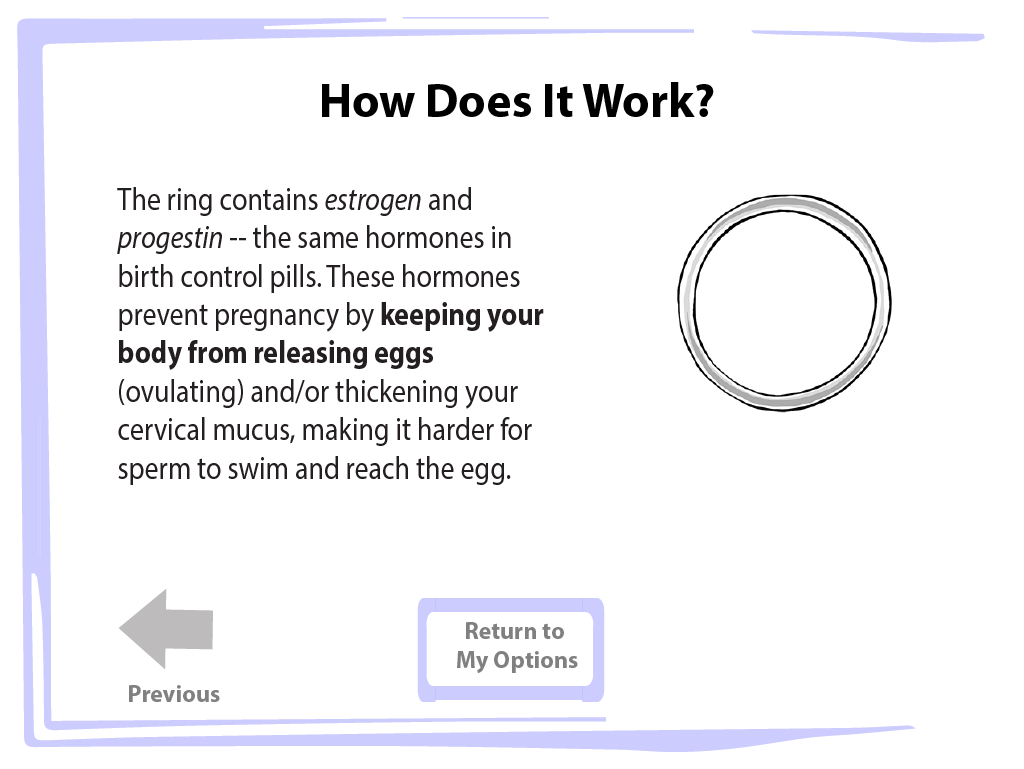 How Does It Work?
The ring contains estrogen and
progestin -- the same hormones in
birth control pills. These hormones
prevent pregnancy by keeping your
body from releasing eggs
(ovulating) and/or thickening your
cervical mucus, making it harder for
sperm to swim and reach the egg.
Return to
My Options
Previous